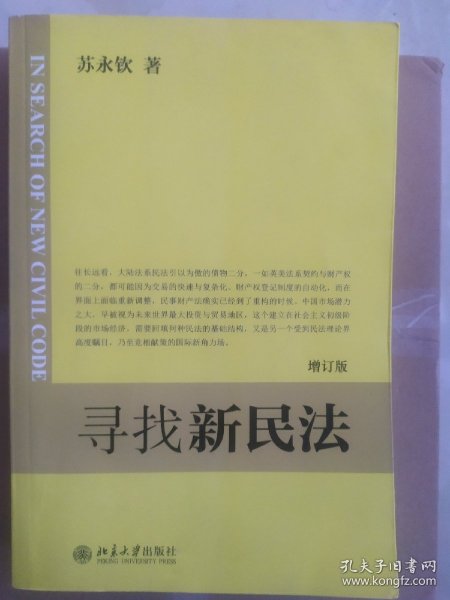 苏永钦 著
IN SEARCH OF NEW CIVIL CODE
往长远看，大陆法系民法引以为傲的债物二分，一如英美法系契约与财产权
的二分，都可能因为交易的快速与复杂化、财产权登记制度的自动化，而在
界面上面临重新调整，民事财产法确实已经到了重构的时候。中国市场潜力
之大，早被视为未来世界最大投资与贸易地区，这个建立在社会主义初级阶
段的市场经济，需要回填何种民法的基础结构，又是另一个受到民法理论界
高度瞩目，乃至竞相献策的国际新角力场。
增订版
寻找新民法
北京大学出版社
PEKING UNIVERSITY PRESS
孔夫子旧书网
www.kongfz.com